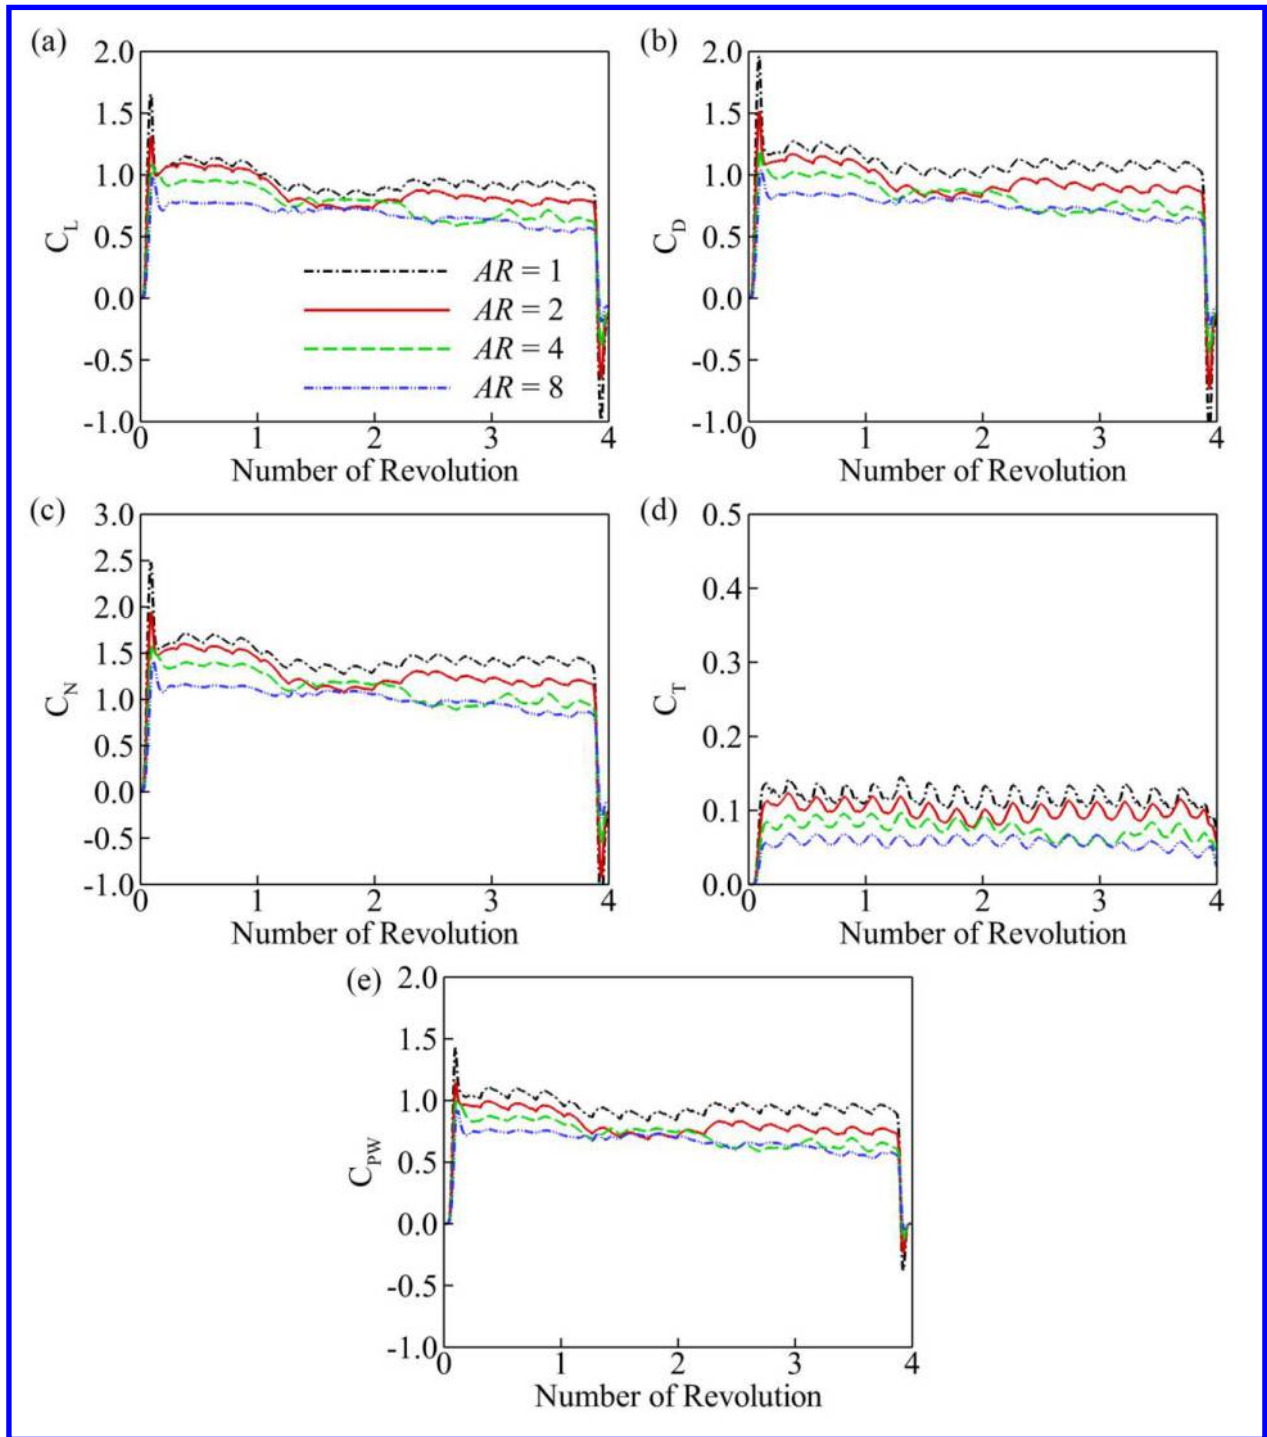 (a)
2.0
1.5
1.0
0.5
0.0
-0.5
-1.0
C_L
AR = 1
AR = 2
AR = 4
AR = 8
0 1 2 3 4
Number of Revolution
(b)
2.0
1.5
1.0
0.5
0.0
-0.5
-1.0
C_D
0 1 2 3 4
Number of Revolution
(c)
3.0
2.5
2.0
1.5
1.0
0.5
0.0
-0.5
-1.0
C_N
0 1 2 3 4
Number of Revolution
(d)
0.5
0.4
0.3
0.2
0.1
0.0
C_T
0 1 2 3 4
Number of Revolution
(e)
2.0
1.5
1.0
0.5
0.0
-0.5
-1.0
C_PW
0 1 2 3 4
Number of Revolution